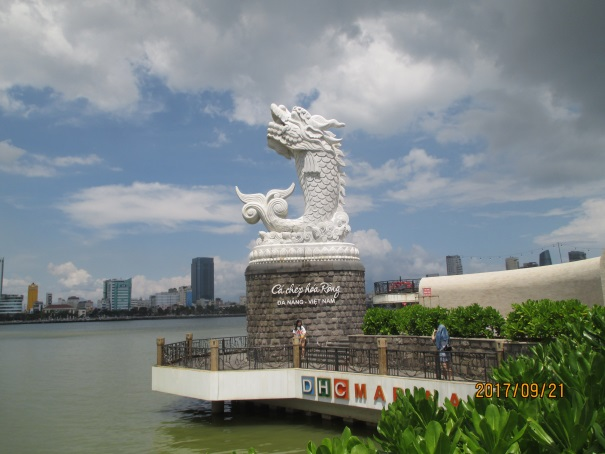 Cá chép hóa Rồng
ĐÀ NẴNG - VIỆT NAM
DHC MARINA
2017/09/21